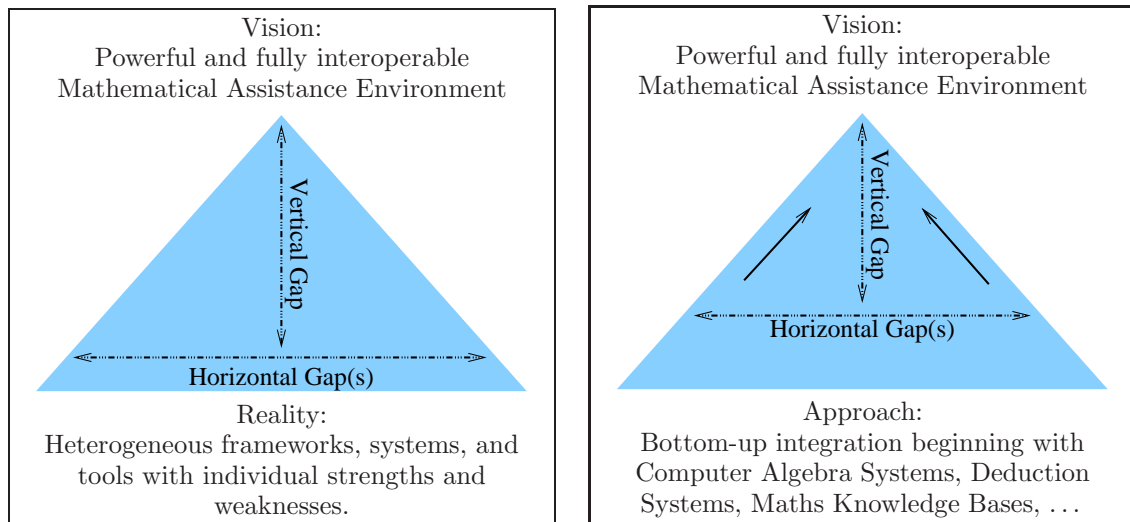 Vision:
Powerful and fully interoperable
Mathematical Assistance Environment
Vertical Gap
Horizontal Gap(s)
Reality:
Heterogeneous frameworks, systems, and
tools with individual strengths and
weaknesses.
Vision:
Powerful and fully interoperable
Mathematical Assistance Environment
Vertical Gap
Horizontal Gap(s)
Approach:
Bottom-up integration beginning with
Computer Algebra Systems, Deduction
Systems, Maths Knowledge Bases, . . .